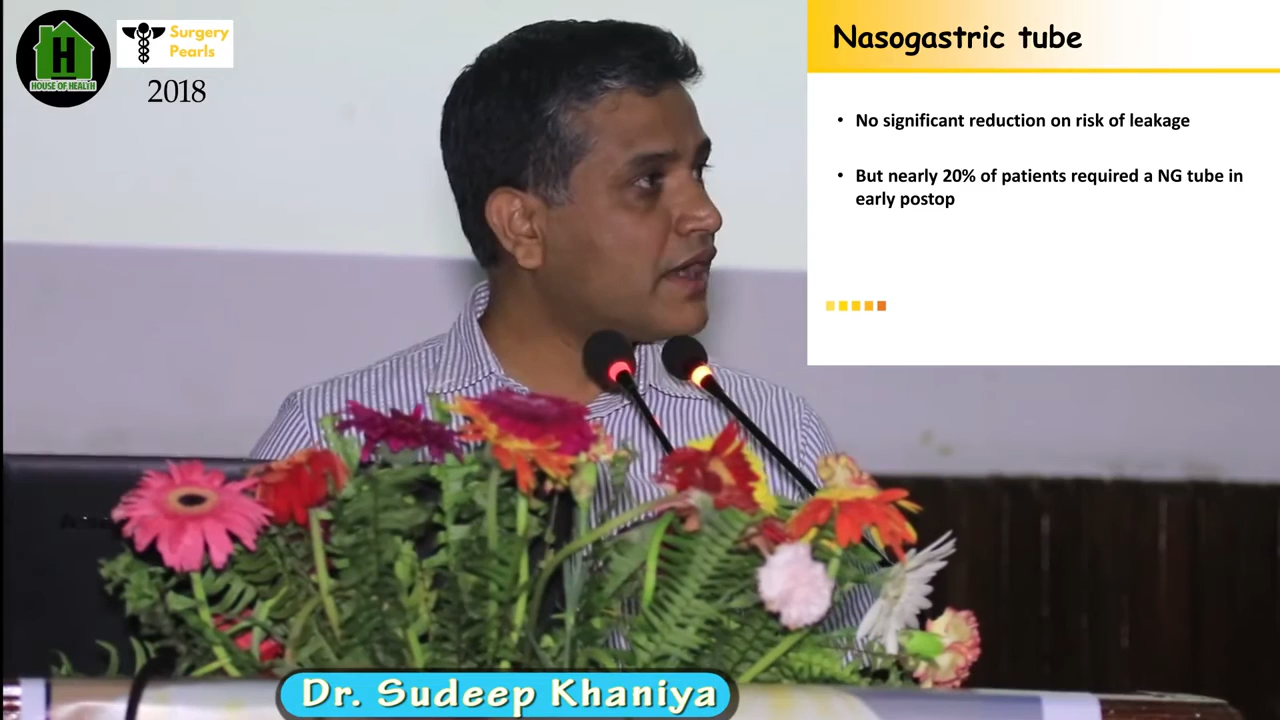 H
HOUSE OF HEALTH
Surgery
Pearls
2018
Nasogastric tube
• No significant reduction on risk of leakage
• But nearly 20% of patients required a NG tube in
early postop
Dr. Sudeep Khaniya